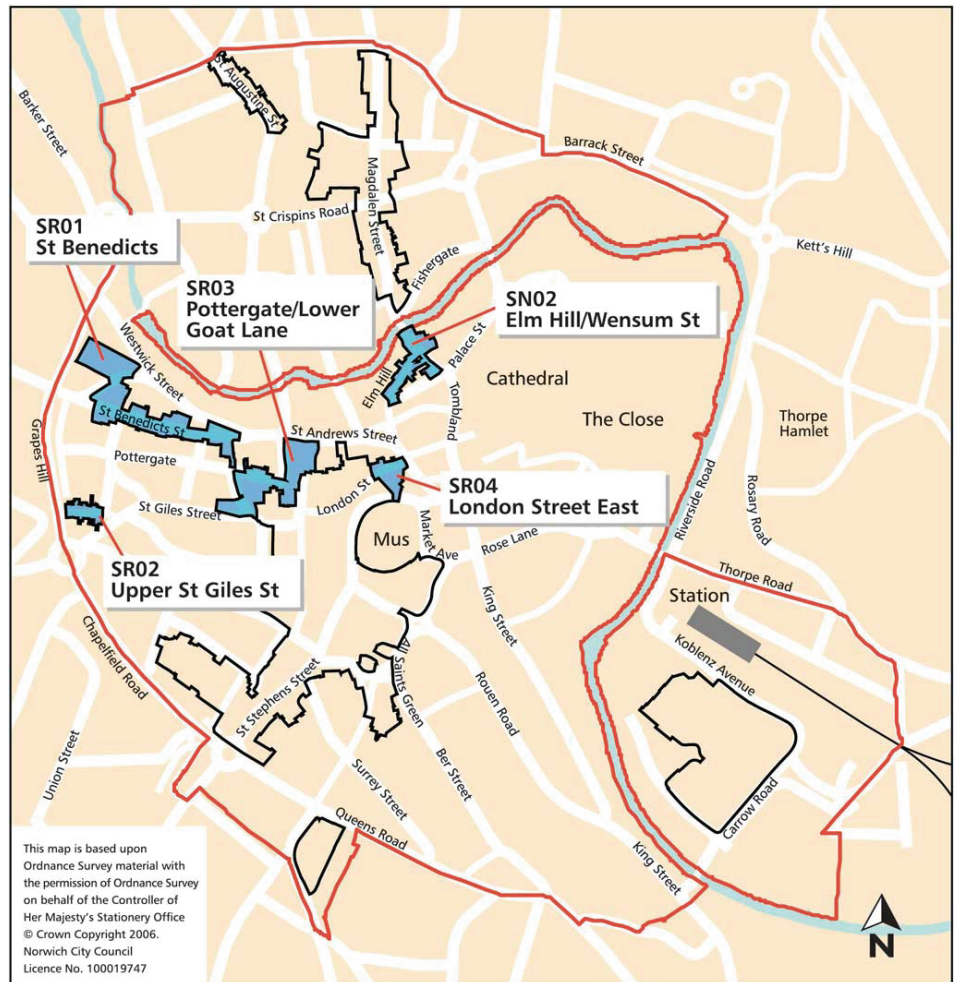 St Augustine St
Barker Street
Barrack Street
Magdalen Street
St Crispins Road
SR01
St Benedicts
Kett's Hill
Fishergate
SR03
Pottergate/Lower
Goat Lane
SN02
Elm Hill/Wensum St
Westwick Street
Palace St
Elm Hill
Cathedral
Tombland
The Close
Thorpe
Hamlet
St Benedicts St
St Andrews Street
Grapes Hill
Pottergate
SR04
London Street East
London St
St Giles Street
Riverside Road
Rosary Road
Market Ave
Mus
Rose Lane
SR02
Upper St Giles St
Thorpe Road
Station
King Street
Koblenz Avenue
Chapelfield Road
All Saints Green
St Stephens Street
Rouen Road
Union Street
Surrey Street
Ber Street
Carrow Road
Queens Road
King Street
This map is based upon
Ordnance Survey material with
the permission of Ordnance Survey
on behalf of the Controller of
Her Majesty's Stationery Office
© Crown Copyright 2006.
Norwich City Council
Licence No. 100019747
N